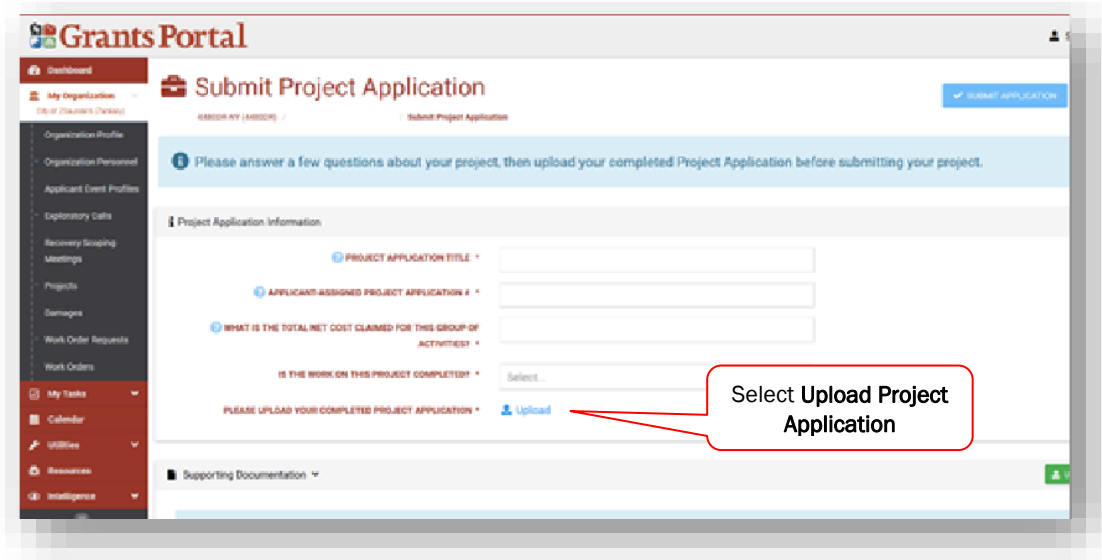 Grants Portal
Dashboard
My Organization
Organization Profile
Organization Personnel
Applicant Event Profiles
Exploratory Calls
Recovery Scoping
Meetings
Projects
Damages
Work Order Requests
Work Orders
My Tasks
Calendar
Utilities
Resources
Intelligence
Submit Project Application
Submit Project Application
SUBMIT APPLICATION
Please answer a few questions about your project, then upload your completed Project Application before submitting your project.
Project Application Information
PROJECT APPLICATION TITLE *
APPLICANT-ASSIGNED PROJECT APPLICATION # *
WHAT IS THE TOTAL NET COST CLAIMED FOR THIS GROUP OF
ACTIVITIES? *
IS THE WORK ON THIS PROJECT COMPLETED? *
Select...
PLEASE UPLOAD YOUR COMPLETED PROJECT APPLICATION *
Upload
Select Upload Project
Application
Supporting Documentation